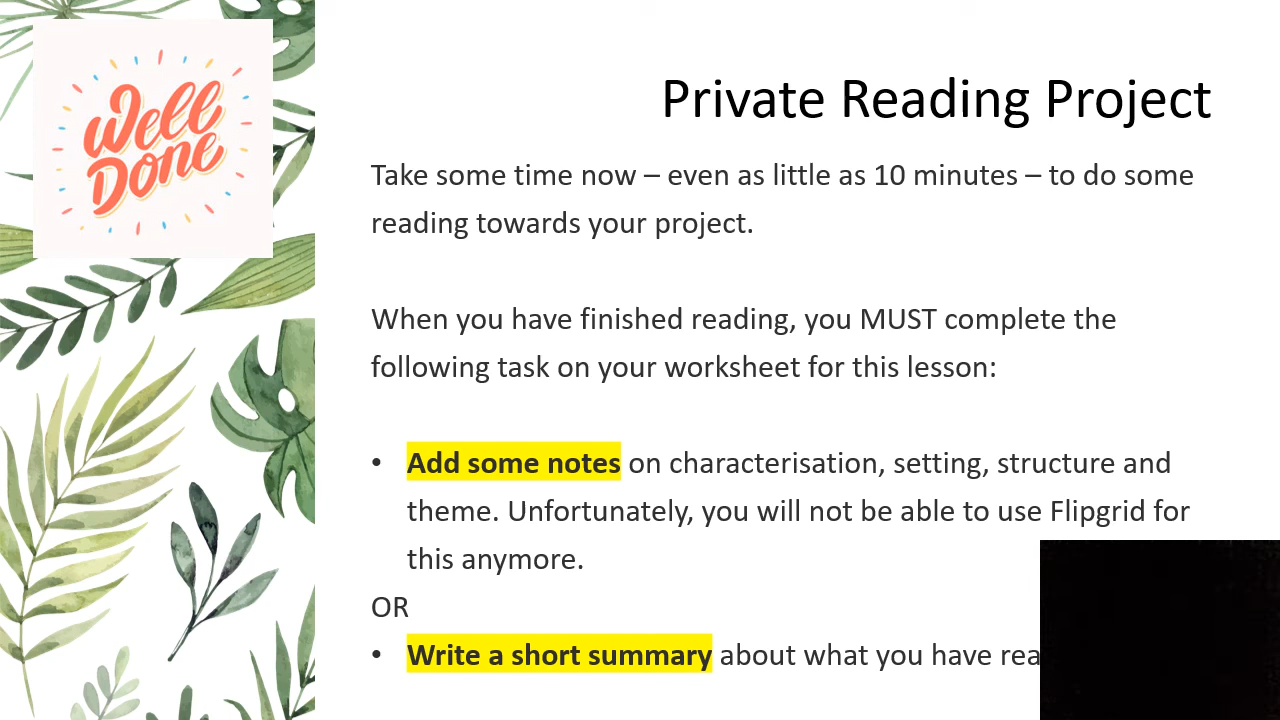 Well
Done
Private Reading Project
Take some time now – even as little as 10 minutes – to do some
reading towards your project.
When you have finished reading, you MUST complete the
following task on your worksheet for this lesson:
• Add some notes on characterisation, setting, structure and
theme. Unfortunately, you will not be able to use Flipgrid for
this anymore.
OR
• Write a short summary about what you have